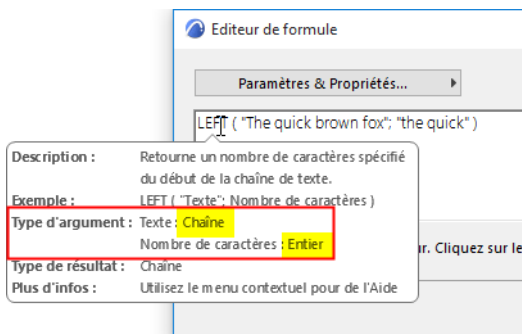 Editeur de formule
Paramètres & Propriétés...
LEFT ( "The quick brown fox"; "the quick" )
Description : Retourne un nombre de caractères spécifié
du début de la chaîne de texte.
Exemple : LEFT ( "Texte"; Nombre de caractères )
Type d'argument : Texte : Chaîne
Nombre de caractères : Entier
ur. Cliquez sur le
Type de résultat : Chaîne
Plus d'infos : Utilisez le menu contextuel pour de l'Aide